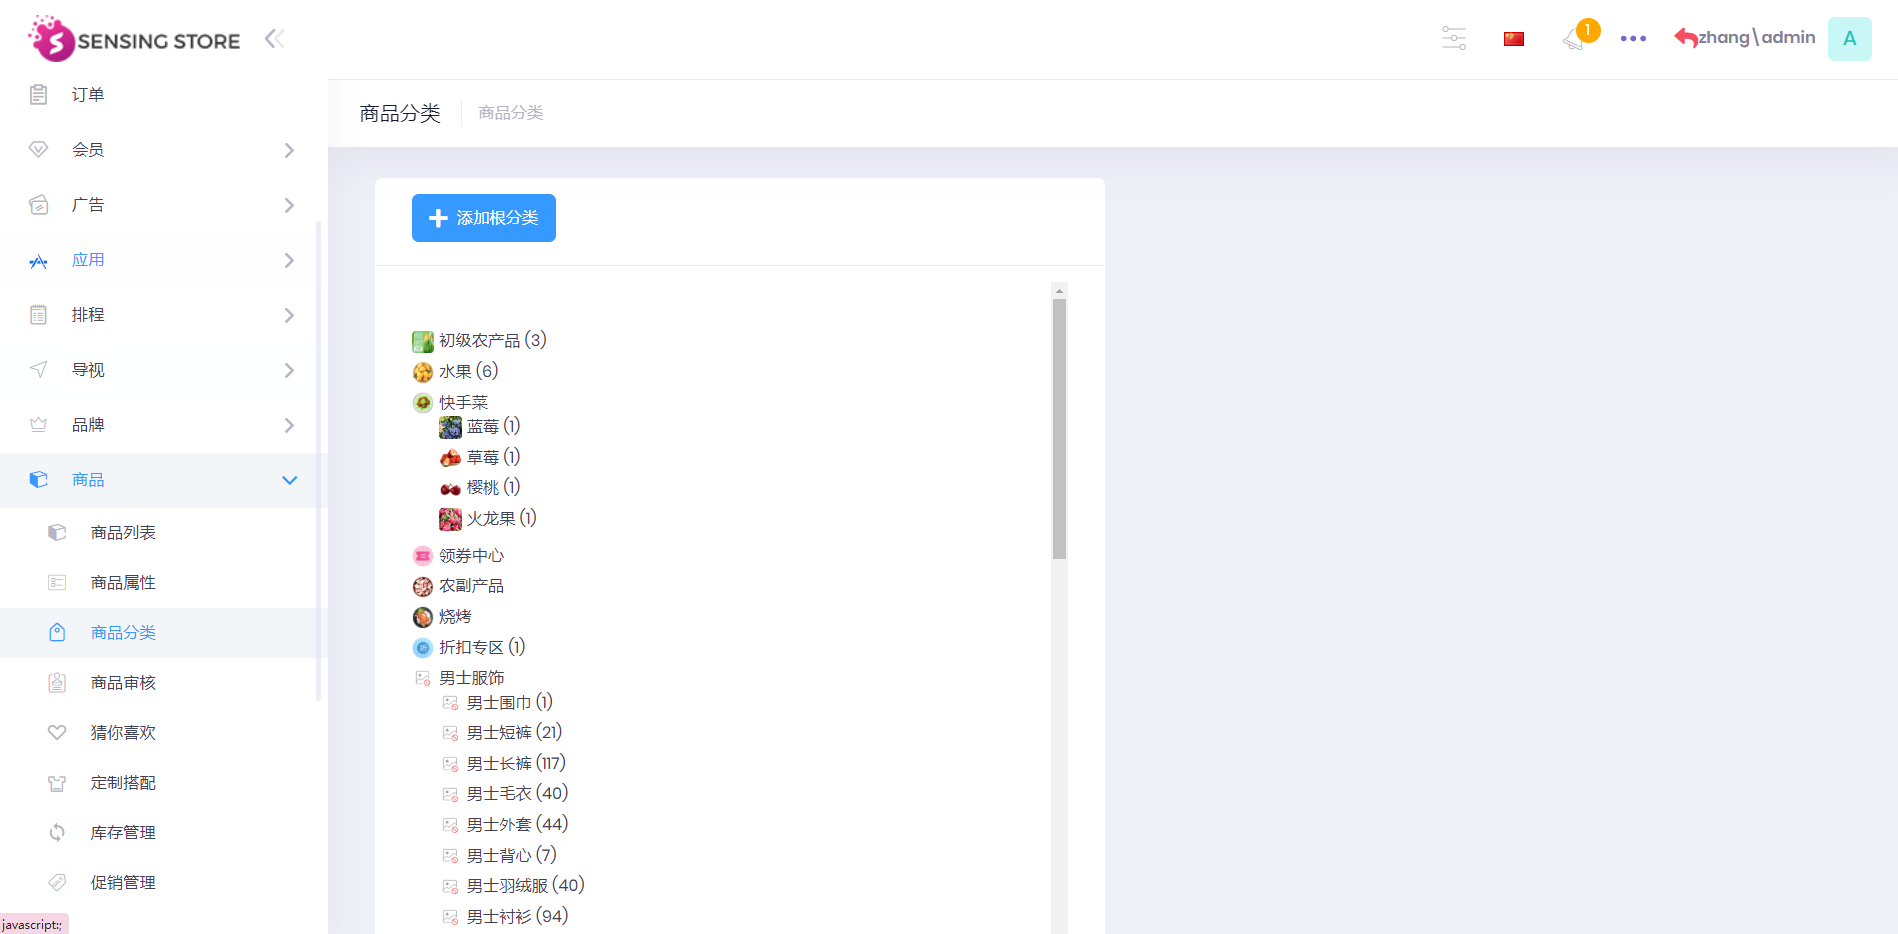 SENSING STORE
1
zhang\admin
A
订单
会员
广告
应用
排程
导视
品牌
商品
商品列表
商品属性
商品分类
商品审核
猜你喜欢
定制搭配
库存管理
促销管理
javascript:;
商品分类
商品分类
添加根分类
初级农产品 (3)
水果 (6)
快手菜
蓝莓 (1)
草莓 (1)
樱桃 (1)
火龙果 (1)
领券中心
农副产品
烧烤
折扣专区 (1)
男士服饰
男士围巾 (1)
男士短裤 (21)
男士长裤 (117)
男士毛衣 (40)
男士外套 (44)
男士背心 (7)
男士羽绒服 (40)
男士衬衫 (94)